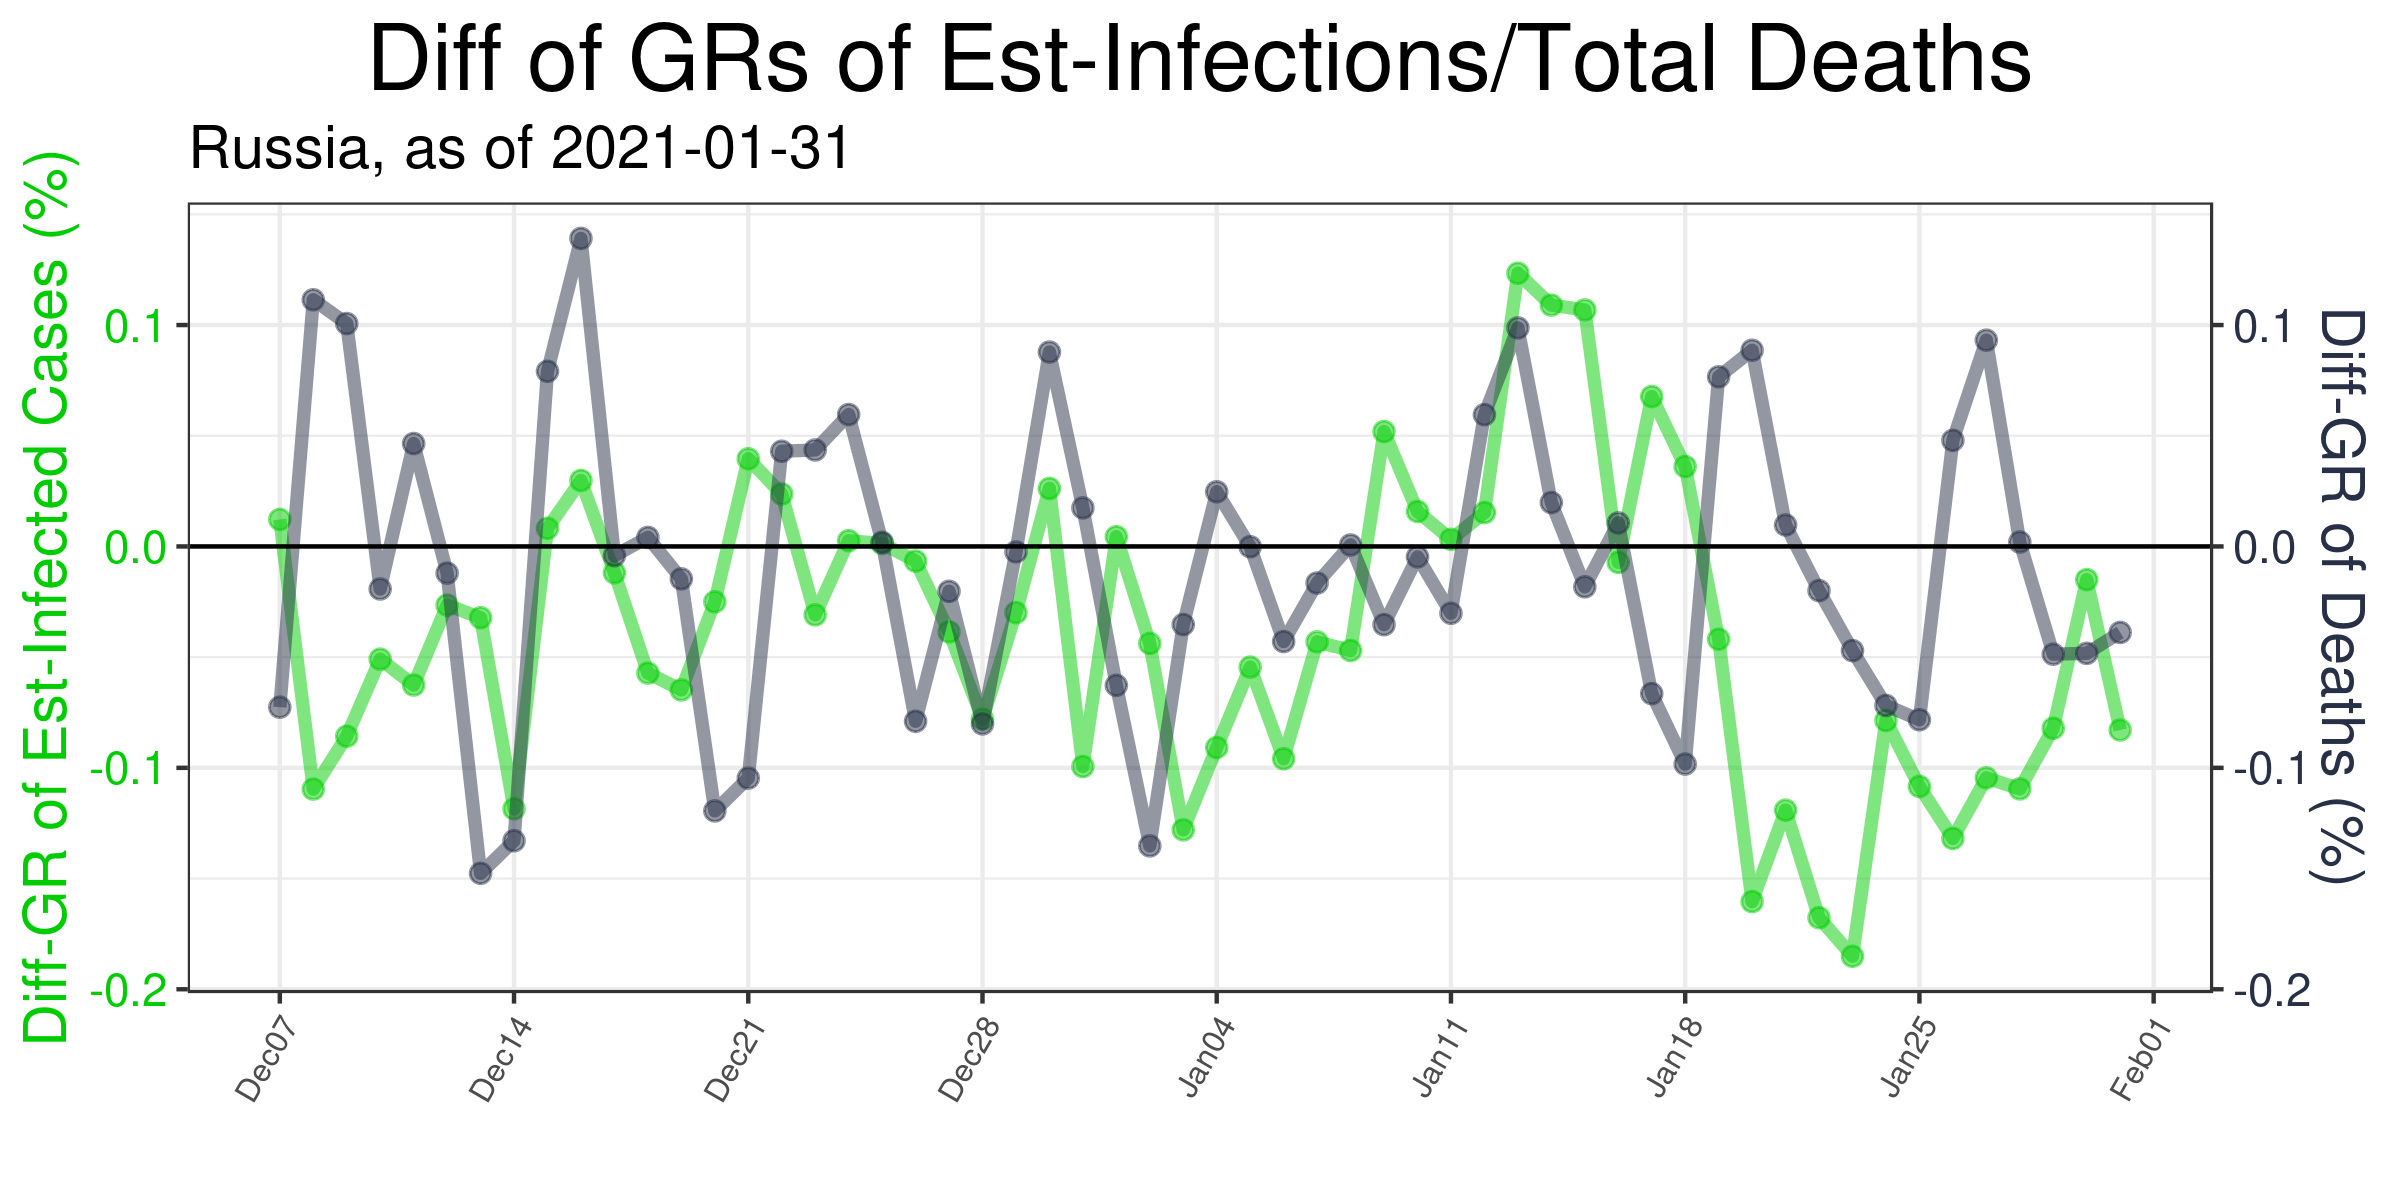 Diff of GRs of Est-Infections/Total Deaths
Russia, as of 2021-01-31
Diff-GR of Est-Infected Cases (%)
0.1
0.0
-0.1
-0.2
0.1
0.0
-0.1
-0.2
Diff-GR of Deaths (%)
Dec07
Dec14
Dec21
Dec28
Jan04
Jan11
Jan18
Jan25
Feb01